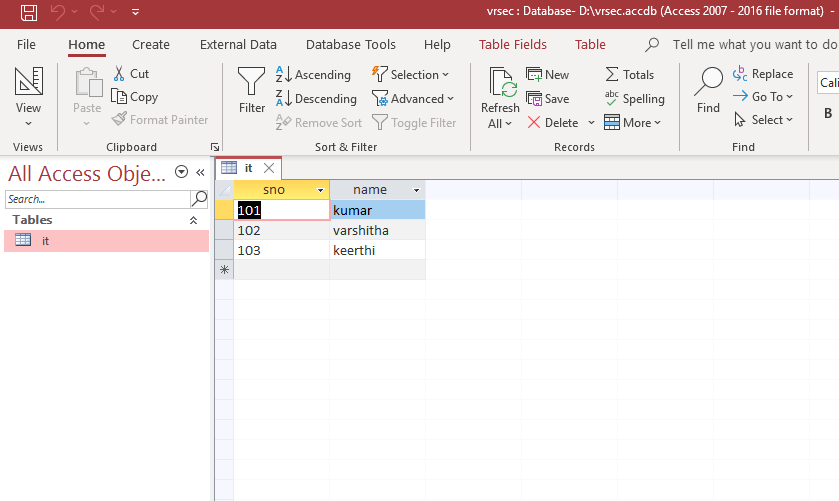 vrsec : Database- D:\vrsec.accdb (Access 2007 - 2016 file format) -
File Home Create External Data Database Tools Help Table Fields Table Tell me what you want to do
View
Views
Paste
Cut
Copy
Format Painter
Clipboard
Filter
Ascending
Descending
Remove Sort
Selection
Advanced
Toggle Filter
Sort & Filter
Refresh
All
New
Save
Delete
Totals
Spelling
More
Records
Find
Replace
Go To
Select
Find
Cali
B
All Access Obje... «
Search...
Tables
it
it
sno name
101 kumar
102 varshitha
103 keerthi